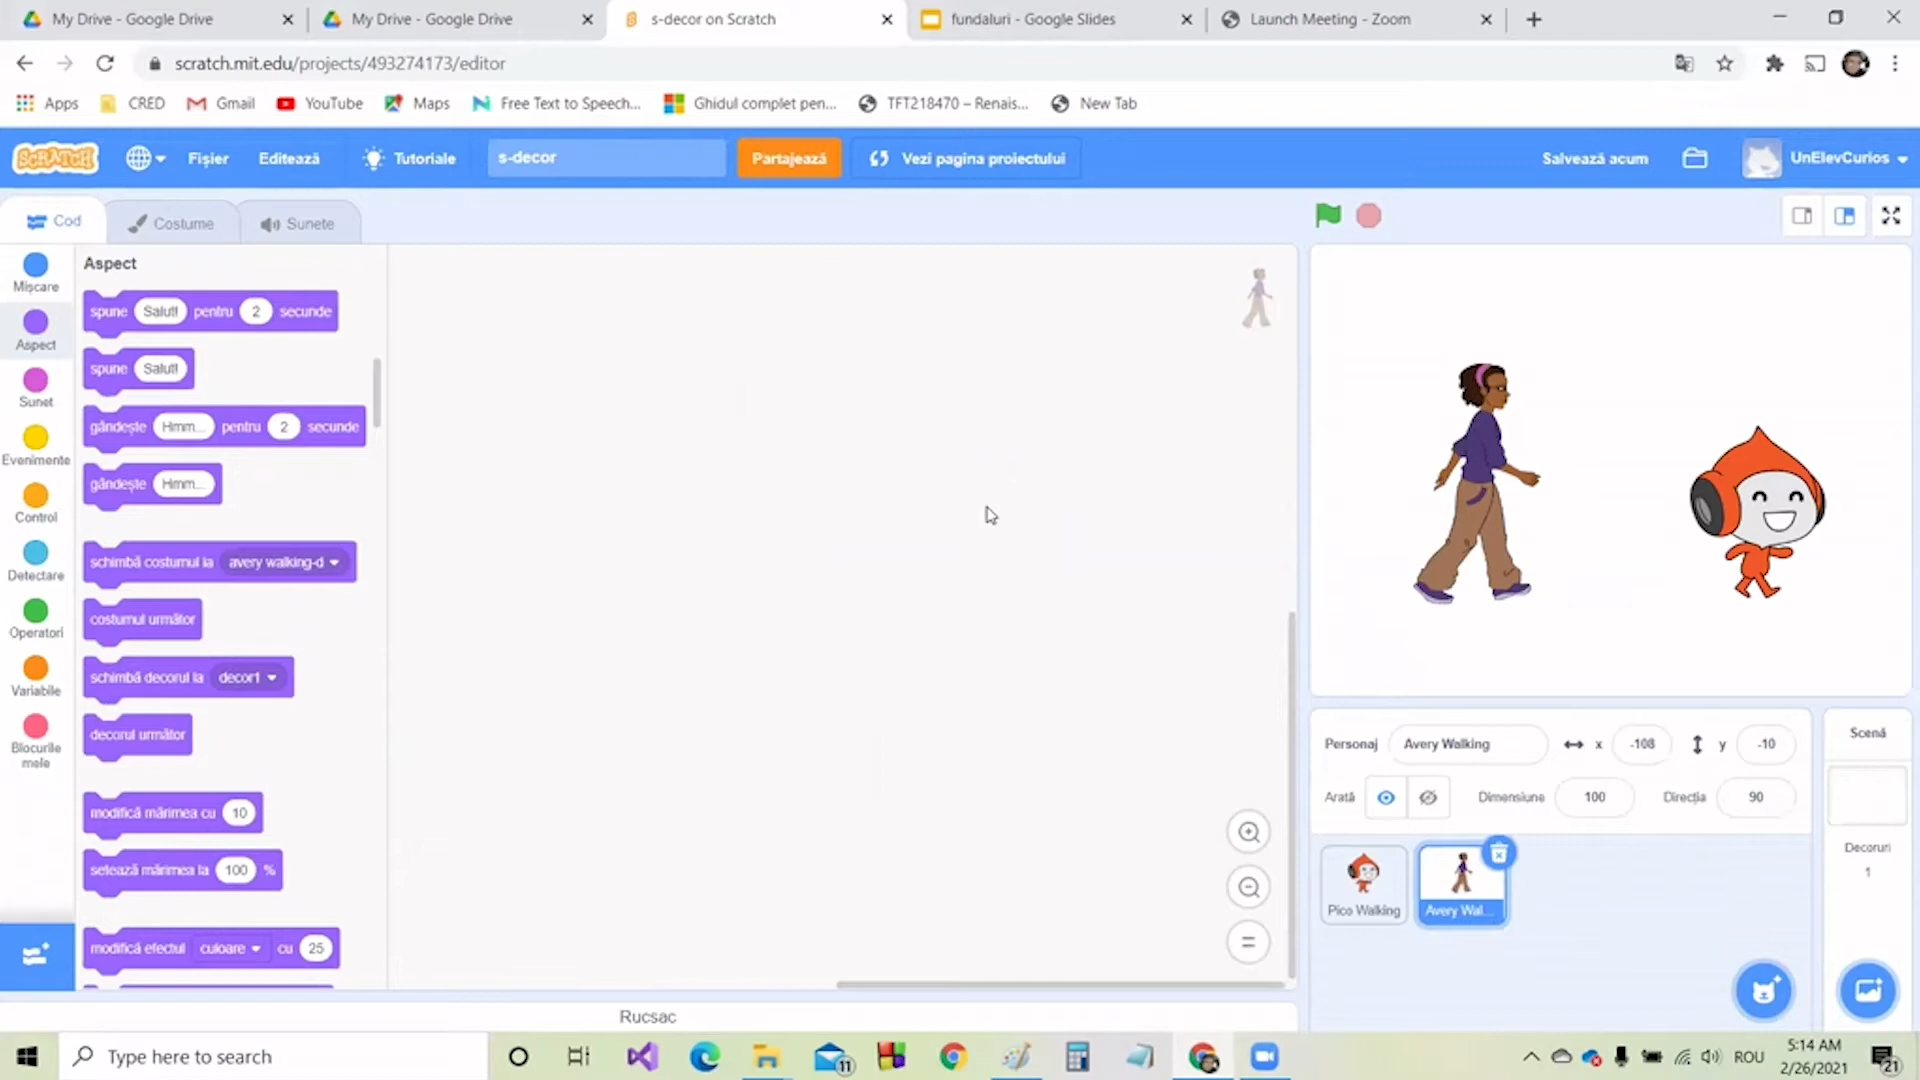 My Drive - Google Drive
My Drive - Google Drive
s-decor on Scratch
fundaluri - Google Slides
Launch Meeting - Zoom
scratch.mit.edu/projects/493274173/editor
Apps
CRED
Gmail
YouTube
Maps
Free Text to Speech...
Ghidul complet pen...
TFT218470 – Renais...
New Tab
SCRATCH
Fișier
Editează
Tutoriale
s-decor
Partajează
Vezi pagina proiectului
Salvează acum
UnElevCurios
Cod
Costume
Sunete
Mișcare
Aspect
Sunet
Evenimente
Control
Detectare
Operatori
Variabile
Blocurile
mele
Aspect
spune Salut! pentru 2 secunde
spune Salut!
gândește Hmm... pentru 2 secunde
gândește Hmm...
schimbă costumul la avery walking-d
costumul următor
schimbă decorul la decor1
decorul următor
modifică mărimea cu 10
setează mărimea la 100 %
modifică efectul culoare cu 25
Rucsac
Personaj Avery Walking x -108 y -10
Arată Dimensiune 100 Direcția 90
Pico Walking
Avery Wal...
Scenă
Decoruri
1
Type here to search
11
ROU
5:14 AM
2/26/2021
21